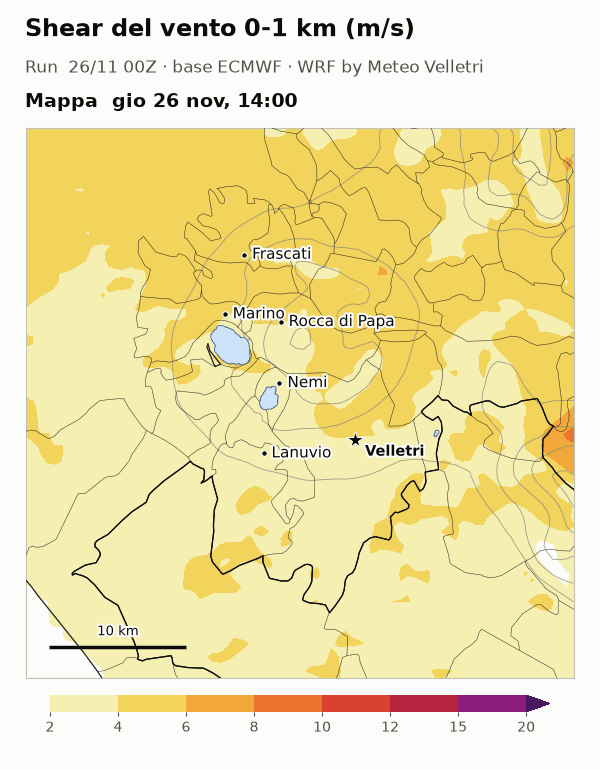 Shear del vento 0-1 km (m/s)
Run  26/11 00Z · base ECMWF · WRF by Meteo Velletri
Mappa  gio 26 nov, 14:00
Frascati
Marino
Rocca di Papa
Nemi
Velletri
Lanuvio
10 km
2 4 6 8 10 12 15 20